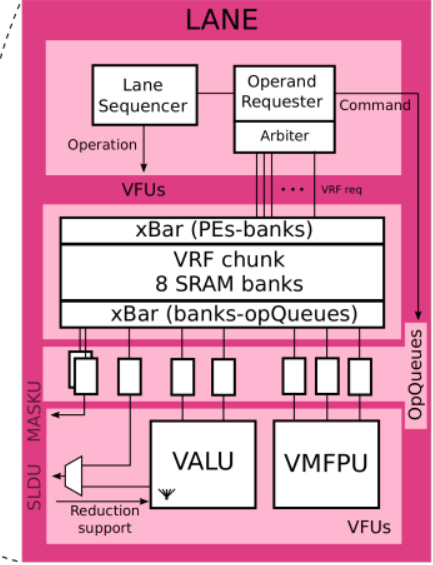 LANE
Lane
Sequencer
Operand
Requester
Arbiter
Command
Operation
VFUs
VRF req
xBar (PEs-banks)
VRF chunk
8 SRAM banks
xBar (banks-opQueues)
OpQueues
MASKU
SLDU
VALU
VMFPU
Reduction
support
VFUs